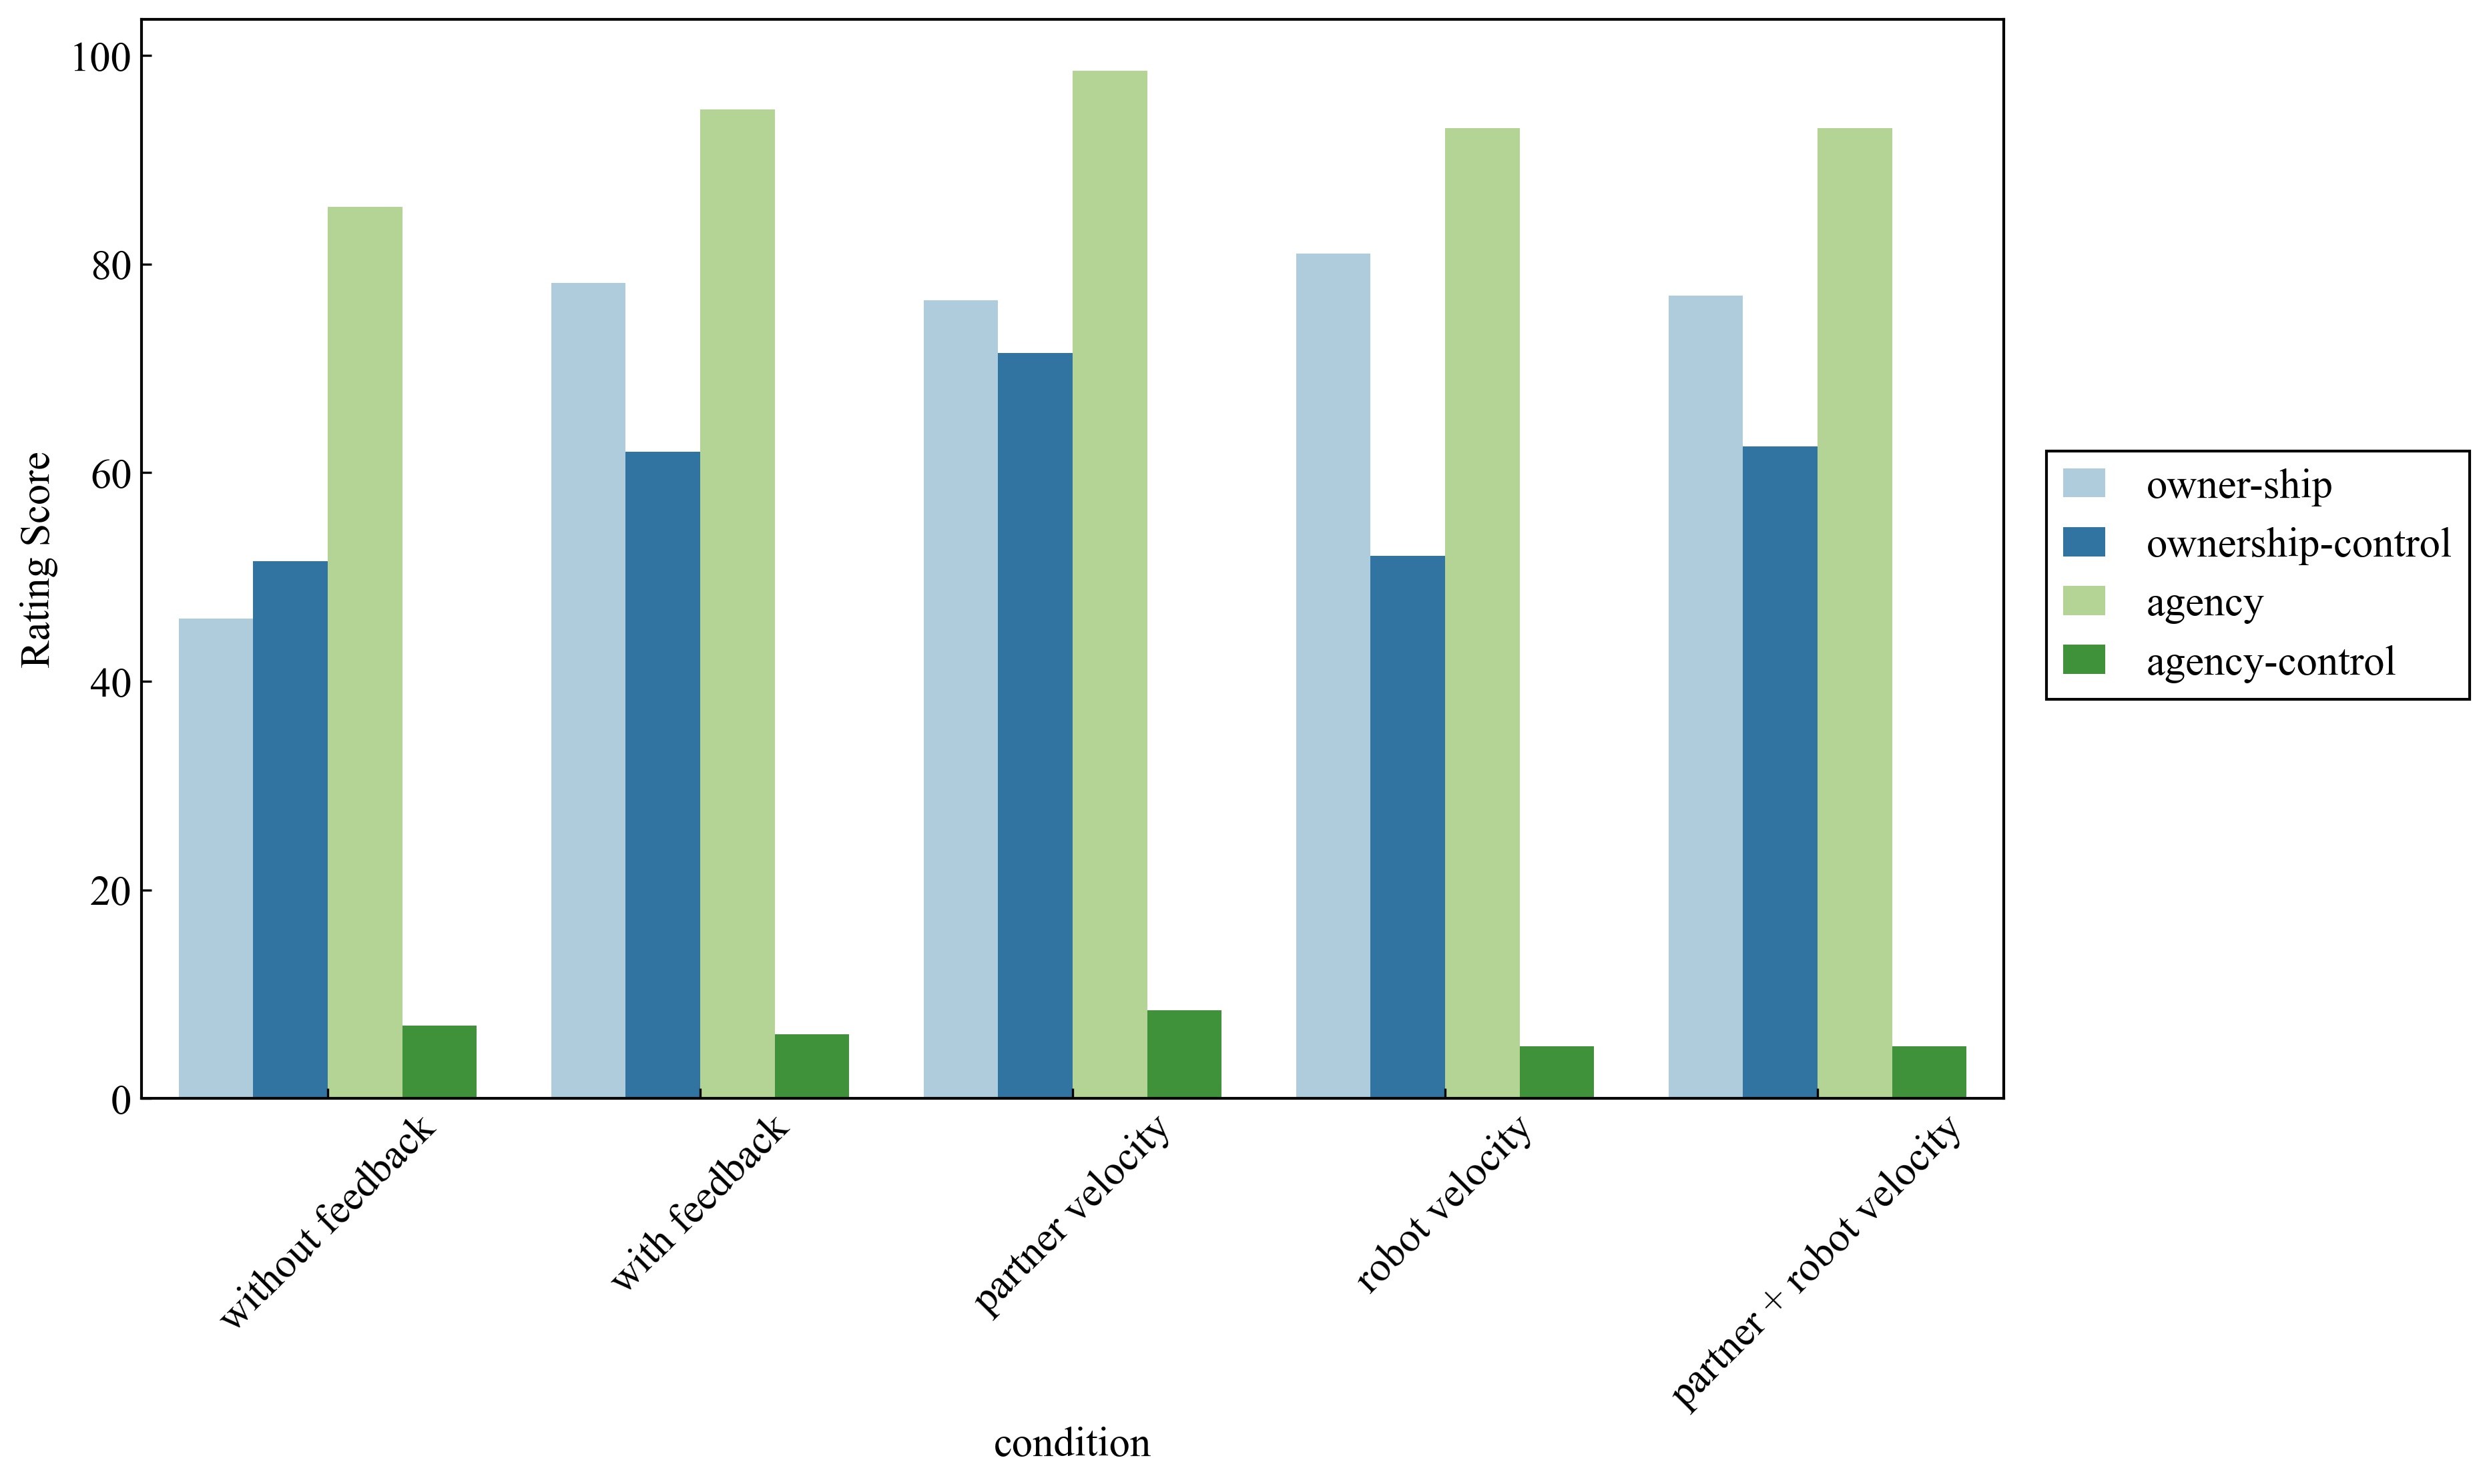 100
80
60
40
20
0
Rating Score
without feedback
with feedback
partner velocity
robot velocity
partner + robot velocity
condition
owner-ship
ownership-control
agency
agency-control